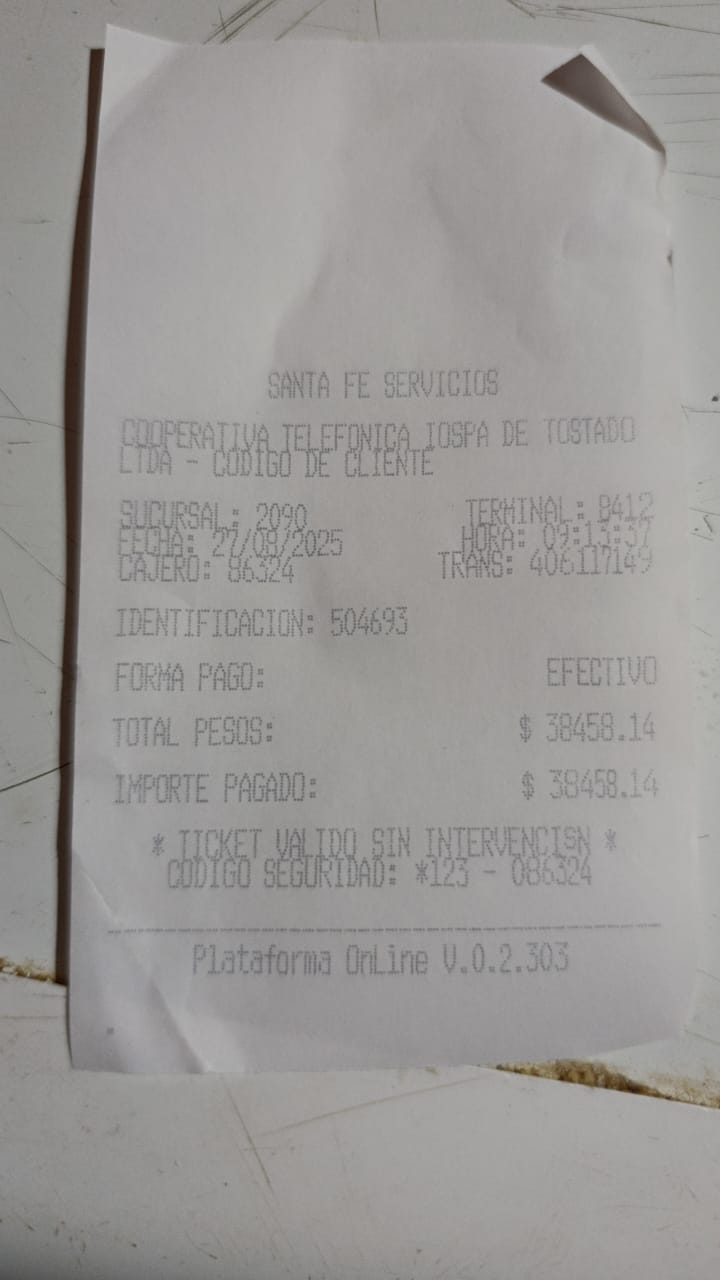 SANTA FE SERVICIOS
COOPERATIVA TELEFONICA IOSPA DE TOSTADO
LTDA - CODIGO DE CLIENTE
SUCURSAL: 2090 TERMINAL: 8412
FECHA: 27/08/2025 HORA: 09:13:37
CAJERO: 86324 TRANS: 406117149
IDENTIFICACION: 504693
FORMA PAGO: EFECTIVO
TOTAL PESOS: $ 38458.14
IMPORTE PAGADO: $ 38458.14
* TICKET VALIDO SIN INTERVENCISN *
CODIGO SEGURIDAD: *123 - 086324
Plataforma OnLine V.0.2.303